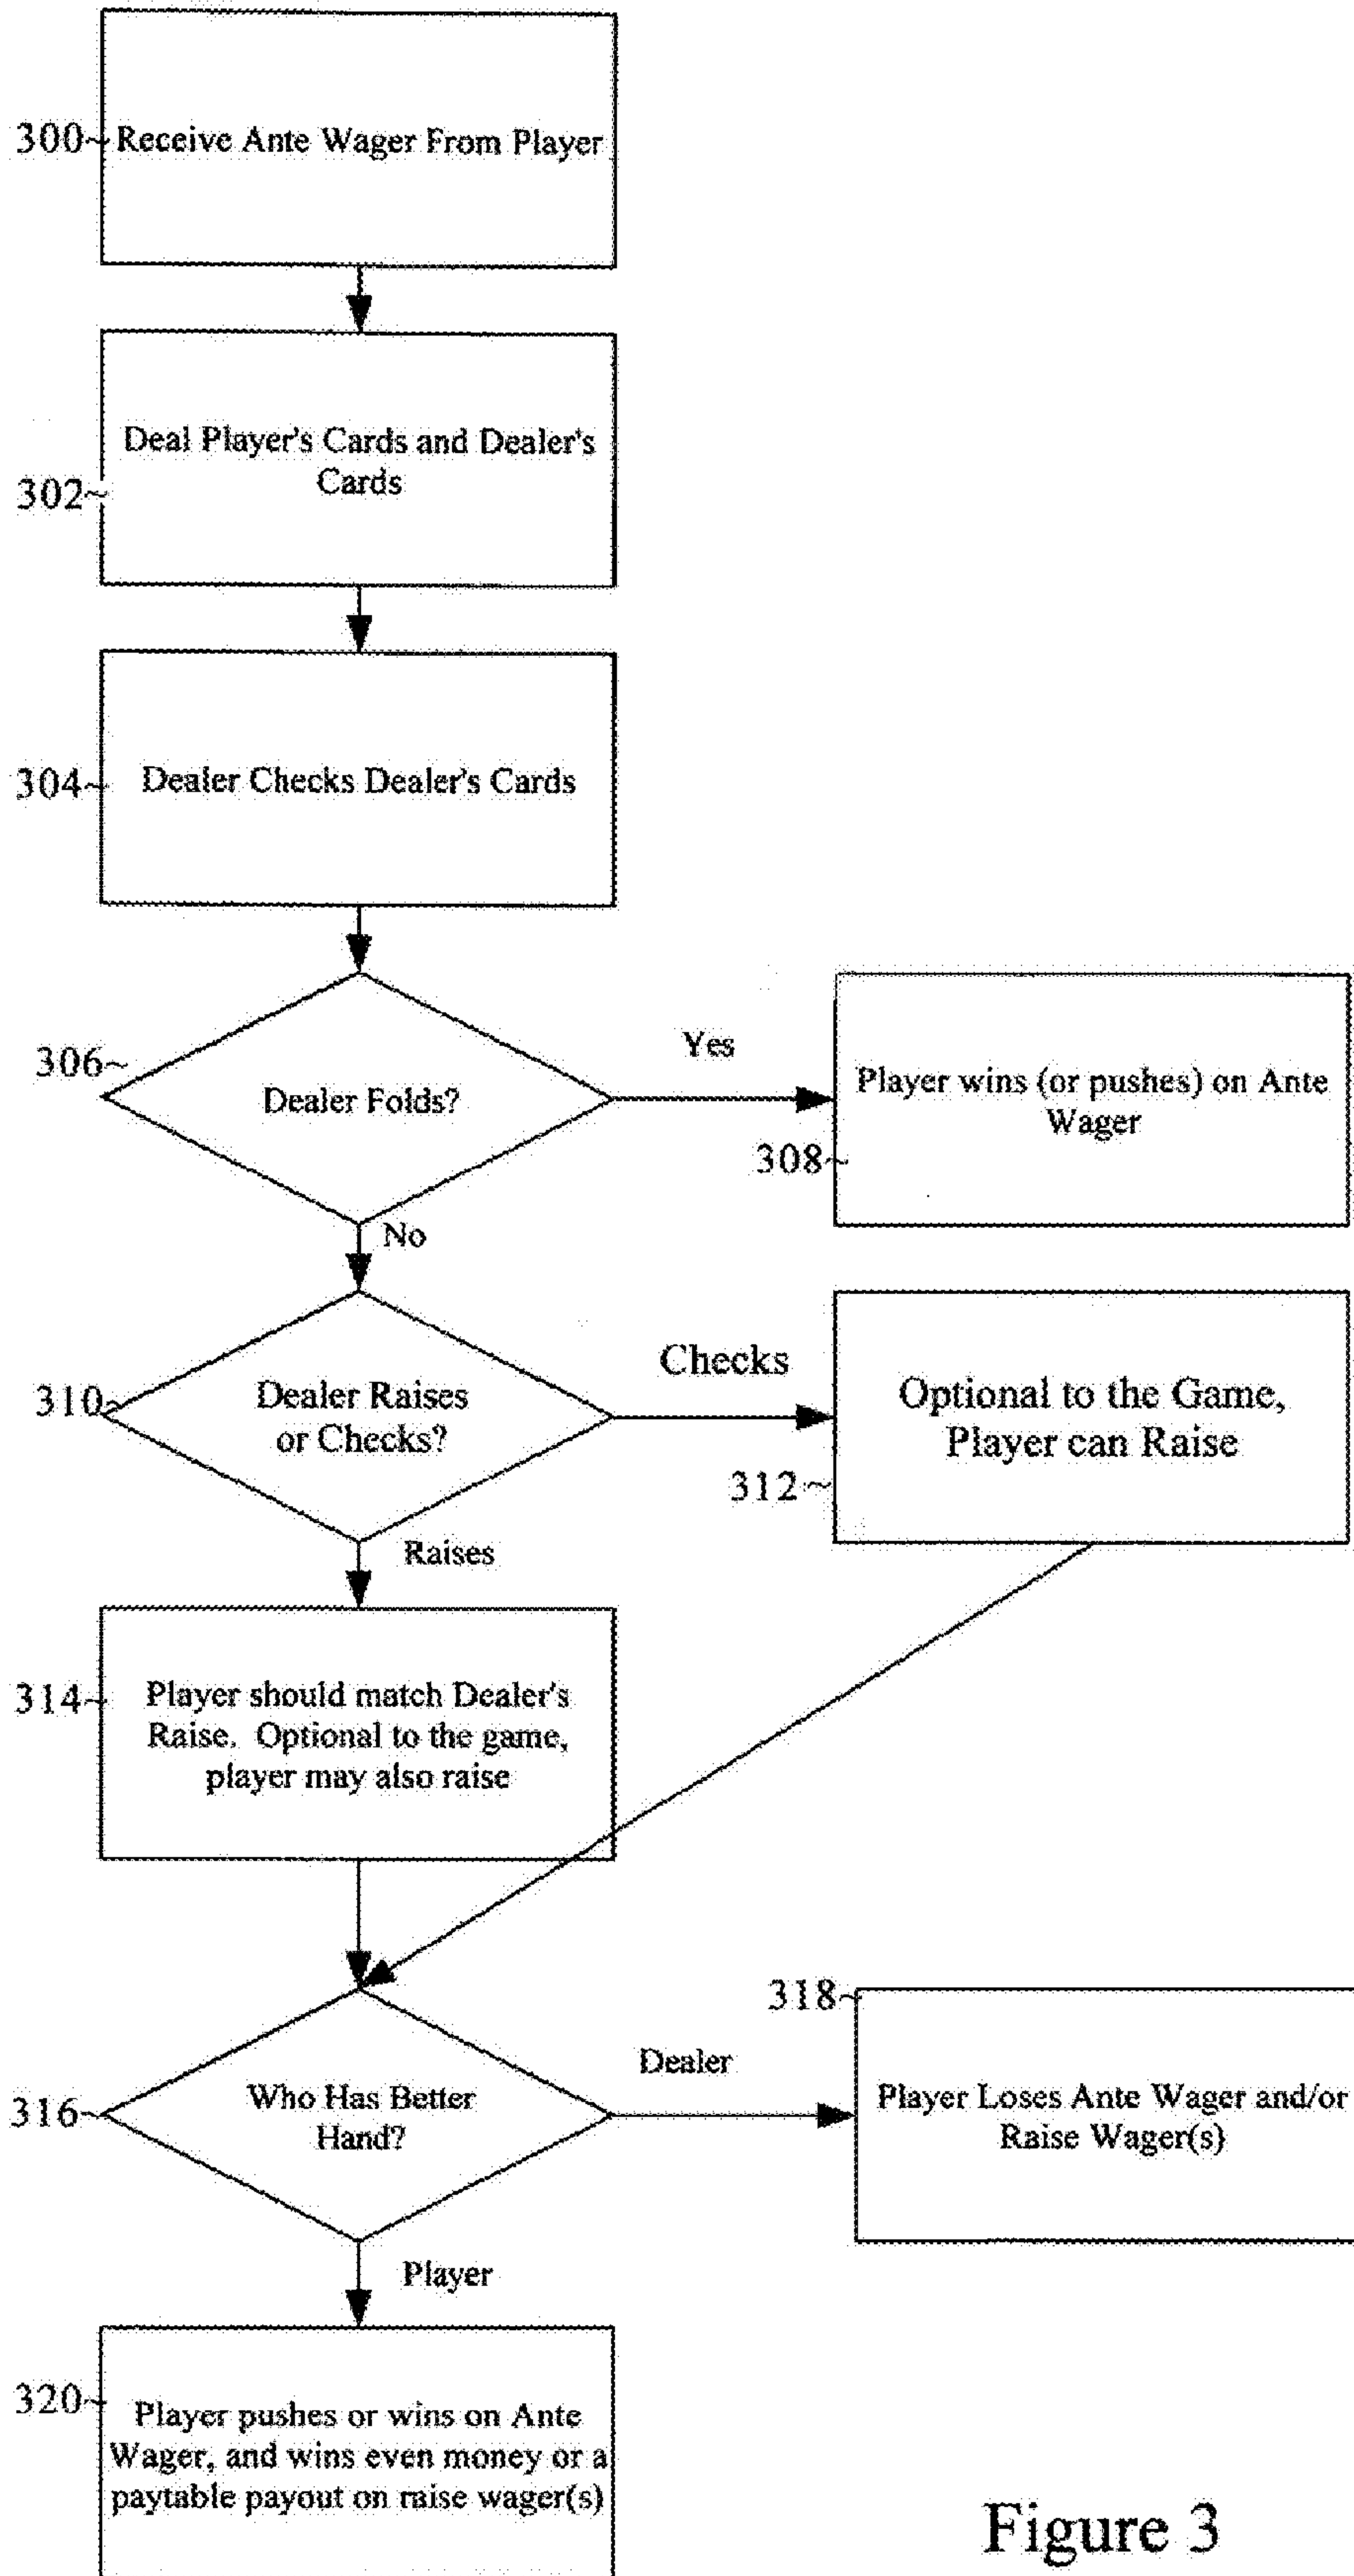 300~
Receive Ante Wager From Player
Deal Player's Cards and Dealer's
Cards
302~
304~
Dealer Checks Dealer's Cards
306~
Dealer Folds?
Yes
Player wins (or pushes) on Ante
Wager
308~
No
310~
Dealer Raises
or Checks?
Checks
Optional to the Game,
Player can Raise
312~
Raises
314~
Player should match Dealer's
Raise. Optional to the game,
player may also raise
316~
Who Has Better
Hand?
Dealer
318~
Player Loses Ante Wager and/or
Raise Wager(s)
Player
320~
Player pushes or wins on Ante
Wager, and wins even money or a
paytable payout on raise wager(s)
Figure 3